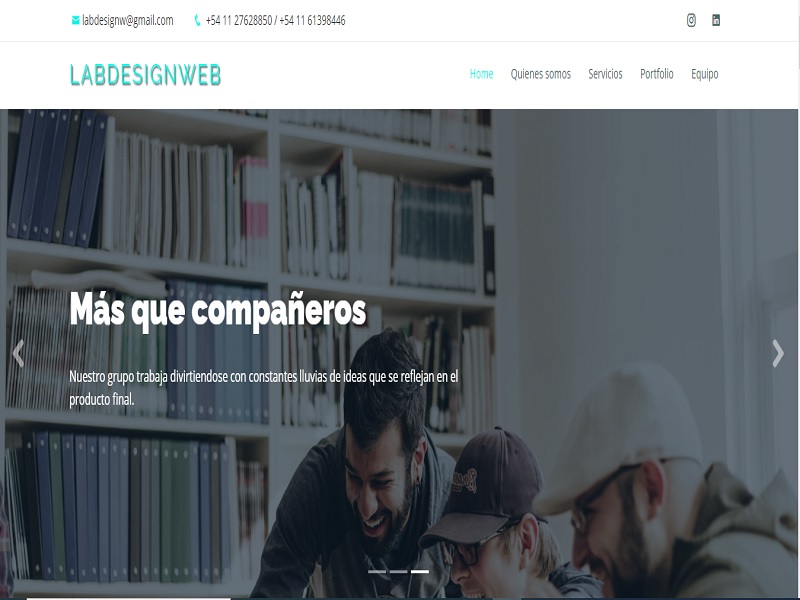 labdesignw@gmail.com +54 11 27628850 / +54 11 61398446
LABDESIGNWEB
Home Quienes somos Servicios Portfolio Equipo
Más que compañeros
Nuestro grupo trabaja divirtiendose con constantes lluvias de ideas que se reflejan en el
producto final.